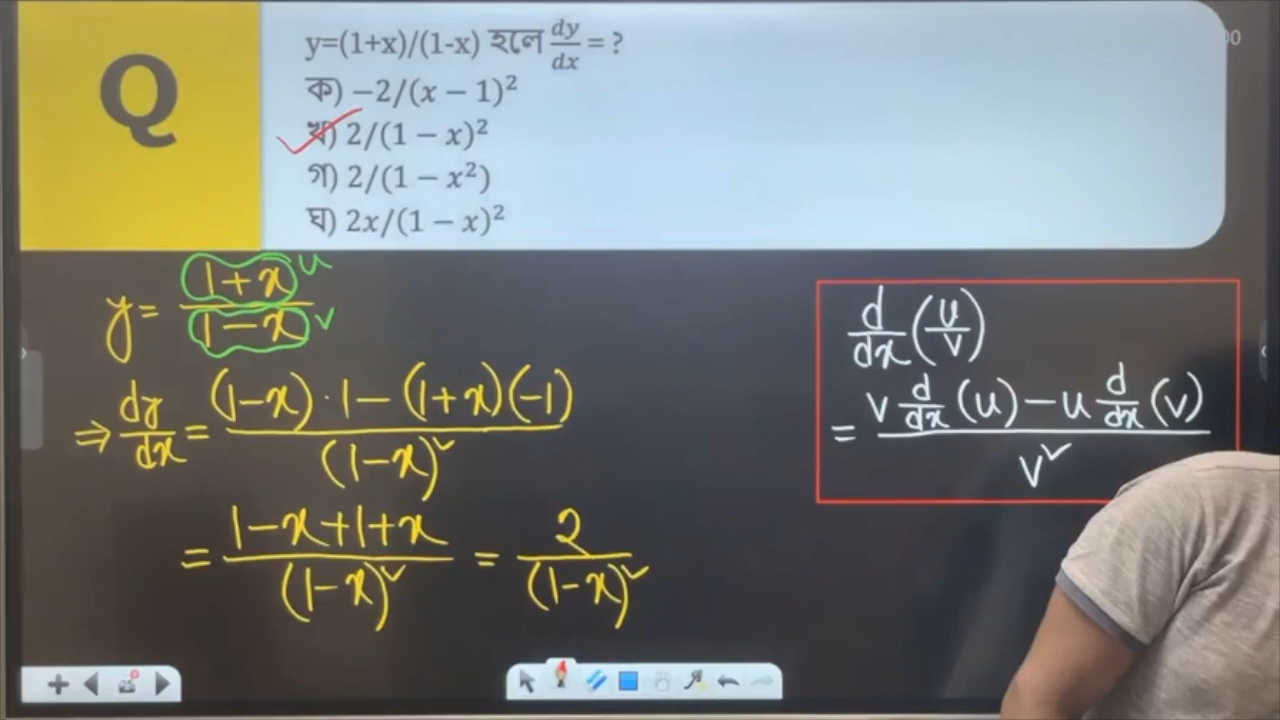 Q
y=(1+x)/(1-x) হলে dy/dx = ?
ক) −2/(x − 1)²
খ) 2/(1 − x)²
গ) 2/(1 − x²)
ঘ) 2x/(1 − x)²
y = (1+x)/(1−x) u v
⇒ dy/dx = ((1−x)·1−(1+x)(−1))/(1−x)²
= (1−x+1+x)/(1−x)² = 2/(1−x)²
d/dx (u/v)
= (v d/dx (u) − u d/dx (v))/v²